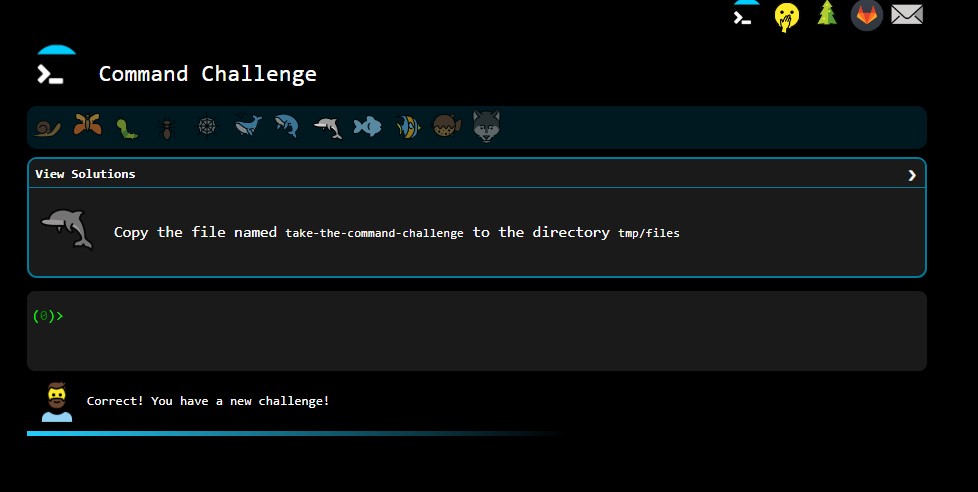 Command Challenge
View Solutions
Copy the file named take-the-command-challenge to the directory tmp/files
(0)>
Correct! You have a new challenge!